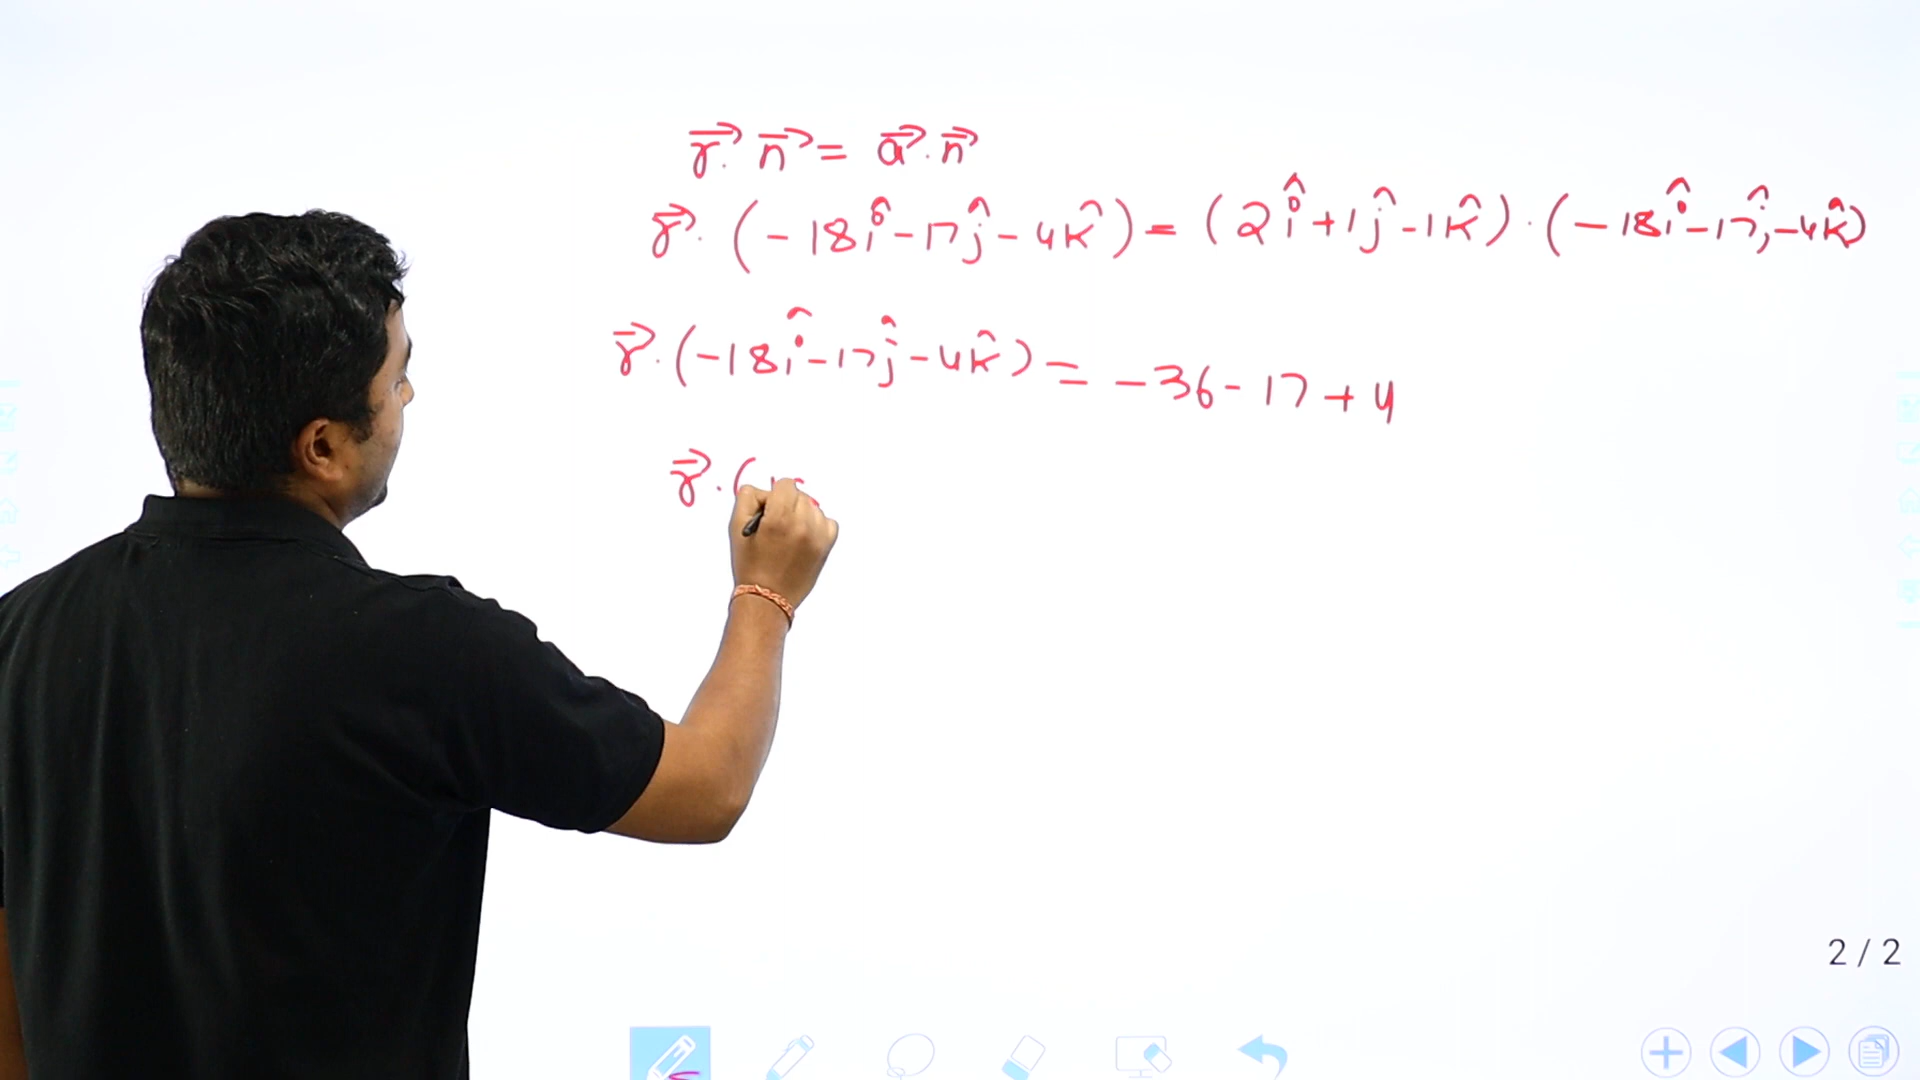 r⃗. n⃗ = a⃗.n⃗
r⃗. (-18î-17ĵ-4k̂) = (2î+1ĵ-1k̂).(-18î-17ĵ-4k̂)
r⃗.(-18î-17ĵ-4k̂) = -36-17+4
r⃗.(
2/2